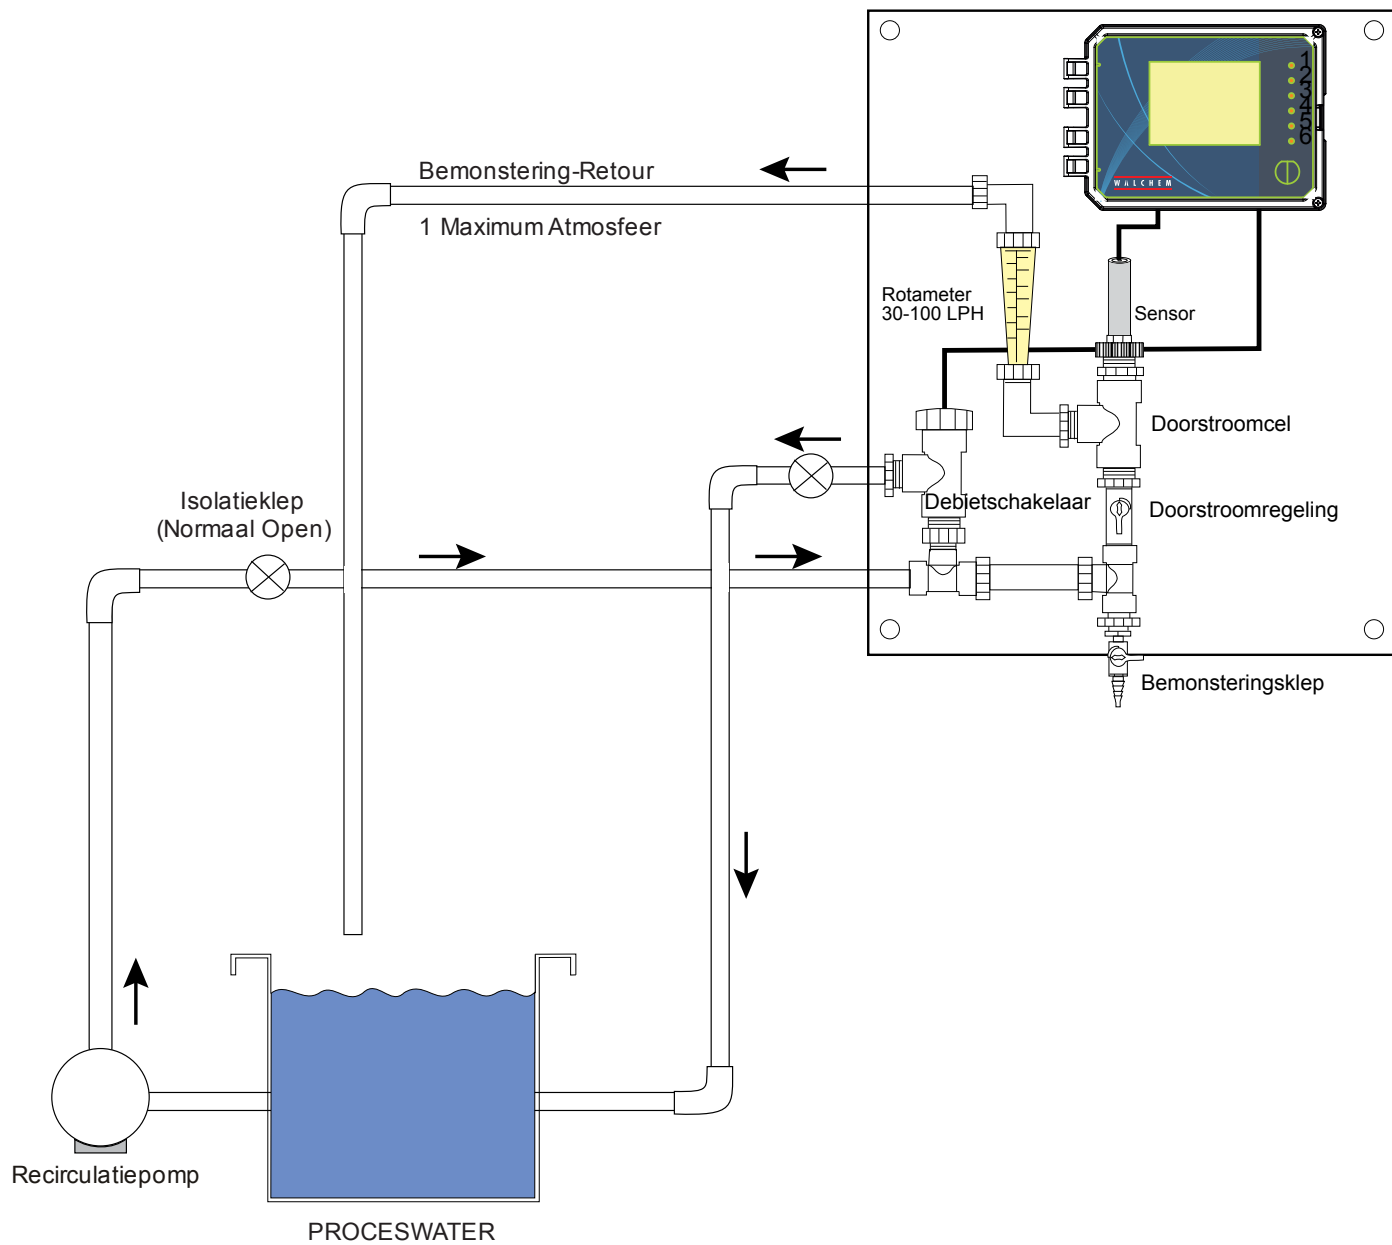 1
2
3
4
5
6
WALCHEM
Bemonstering-Retour
1 Maximum Atmosfeer
Rotameter
30-100 LPH
Sensor
Doorstroomcel
Isolatieklep
(Normaal Open)
Debietschakelaar
Doorstroomregeling
Bemonsteringsklep
Recirculatiepomp
PROCESWATER